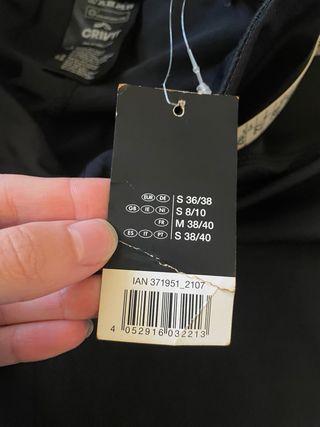 CRIVIT
EUR DE S 36/38
GB IE NI S 8/10
FR M 38/40
ES IT PT S 38/40
IAN 371951_2107
4 052916 032213